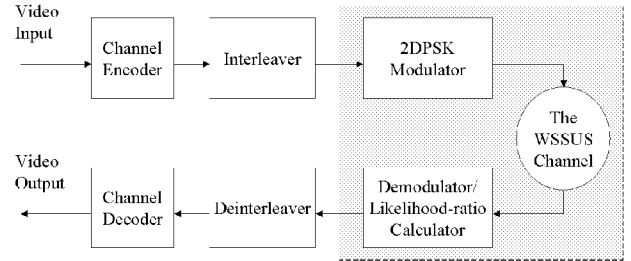 Video
Input
Channel
Encoder
Interleaver
2DPSK
Modulator
The
WSSUS
Channel
Video
Output
Channel
Decoder
Deinterleaver
Demodulator/
Likelihood-ratio
Calculator